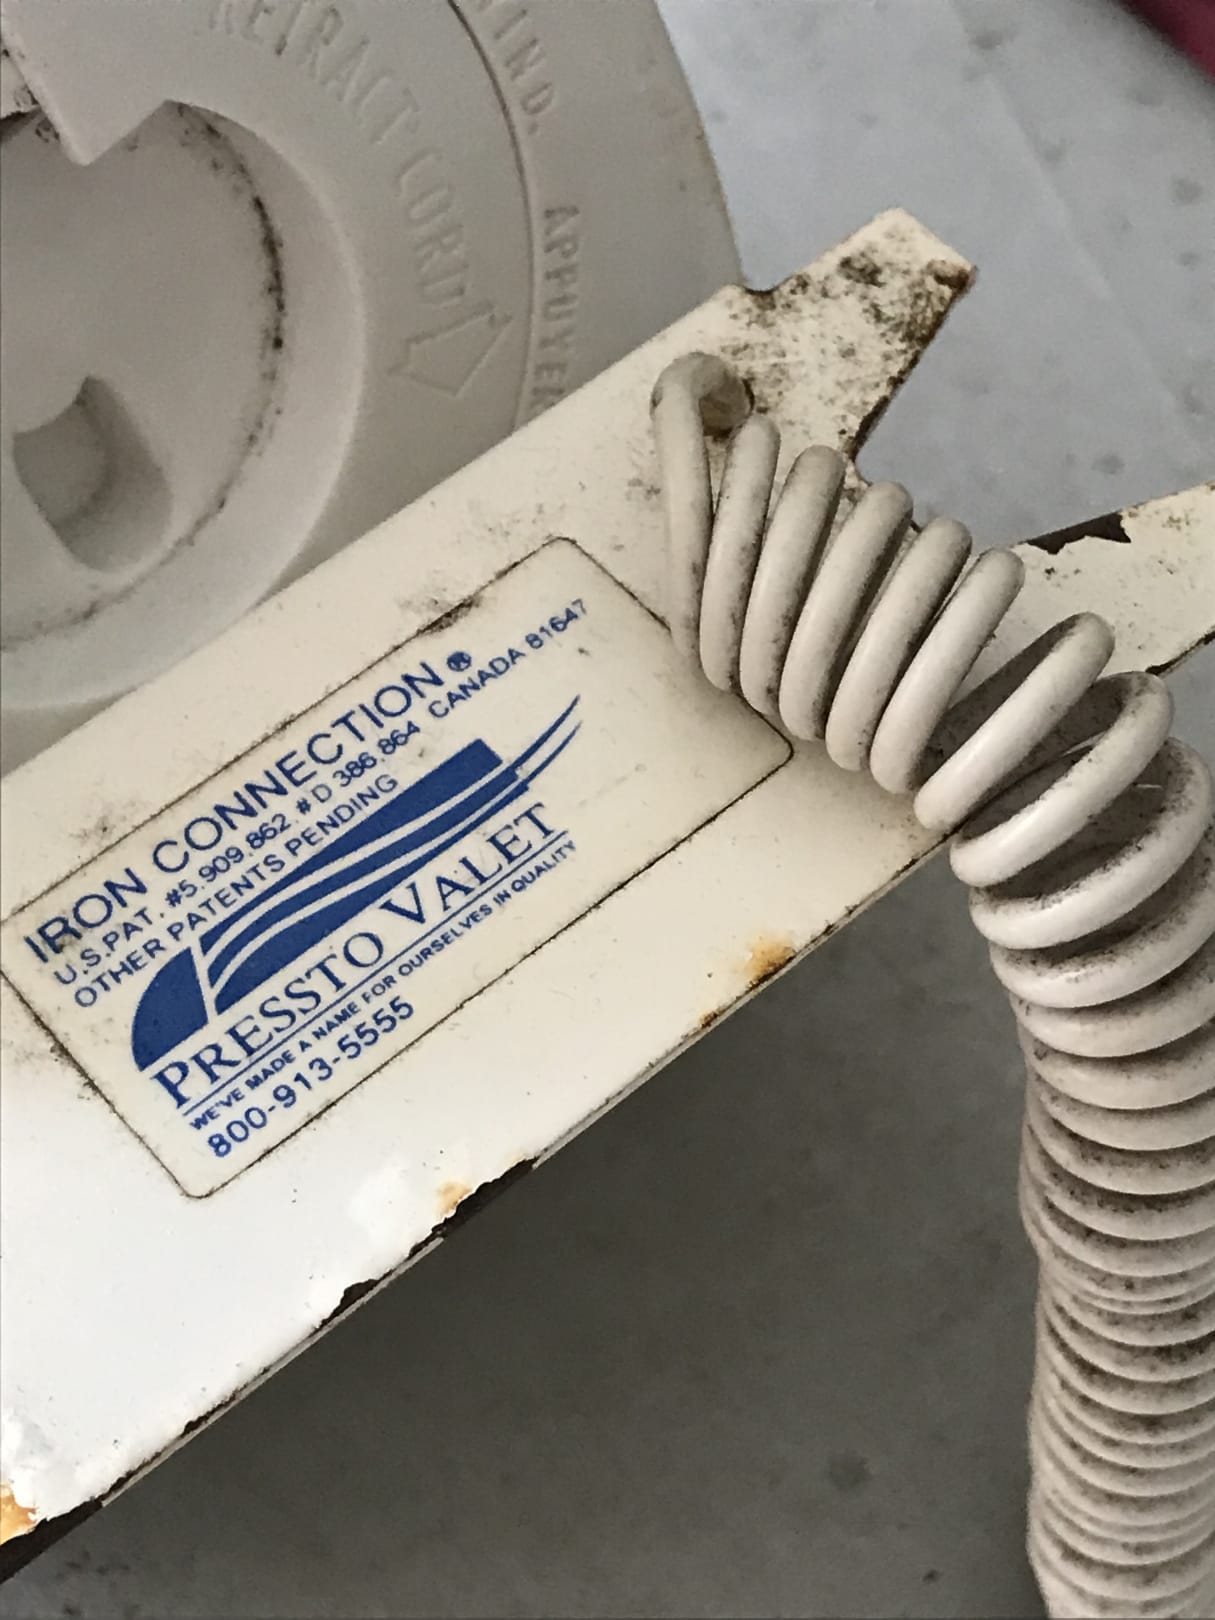 RETRACT CORD
WIND. APPUYER
IRON CONNECTION®
U.S.PAT. #5,909,862. #D 386,864 CANADA 81647
OTHER PATENTS PENDING
PRESSTO VALET
WE'VE MADE A NAME FOR OURSELVES IN QUALITY
800-913-5555